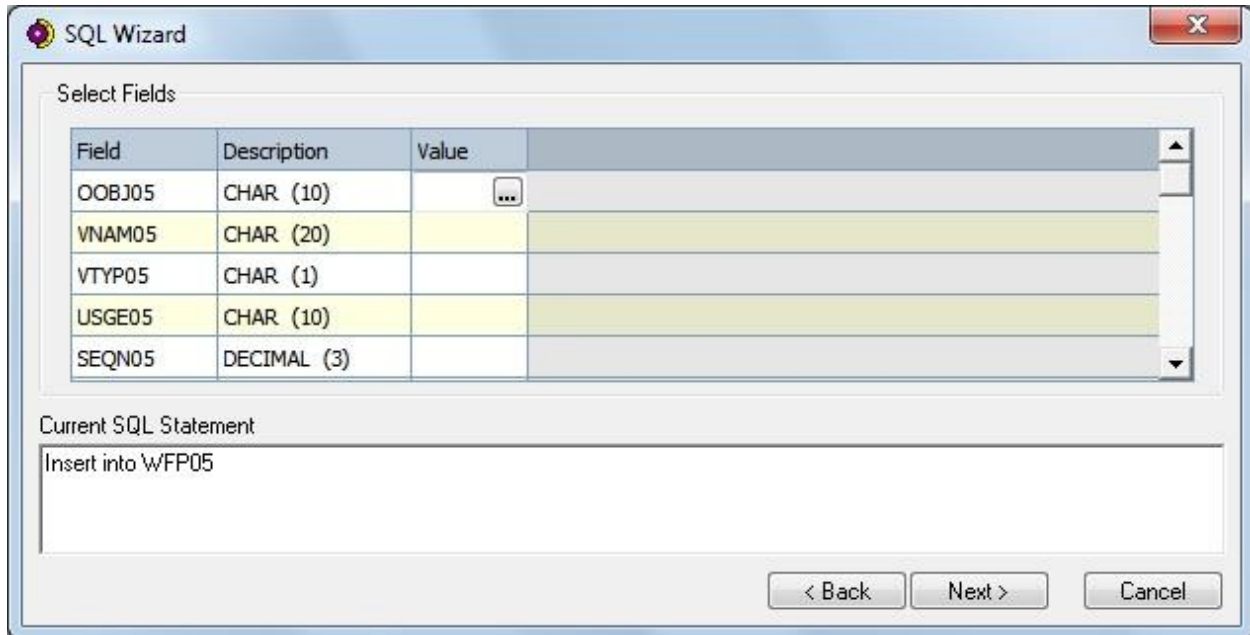 SQL Wizard
Select Fields
Field Description Value
OOBJ05 CHAR (10) ...
VNAM05 CHAR (20)
VTYP05 CHAR (1)
USGE05 CHAR (10)
SEQN05 DECIMAL (3)
Current SQL Statement
Insert into WFP05
< Back Next > Cancel